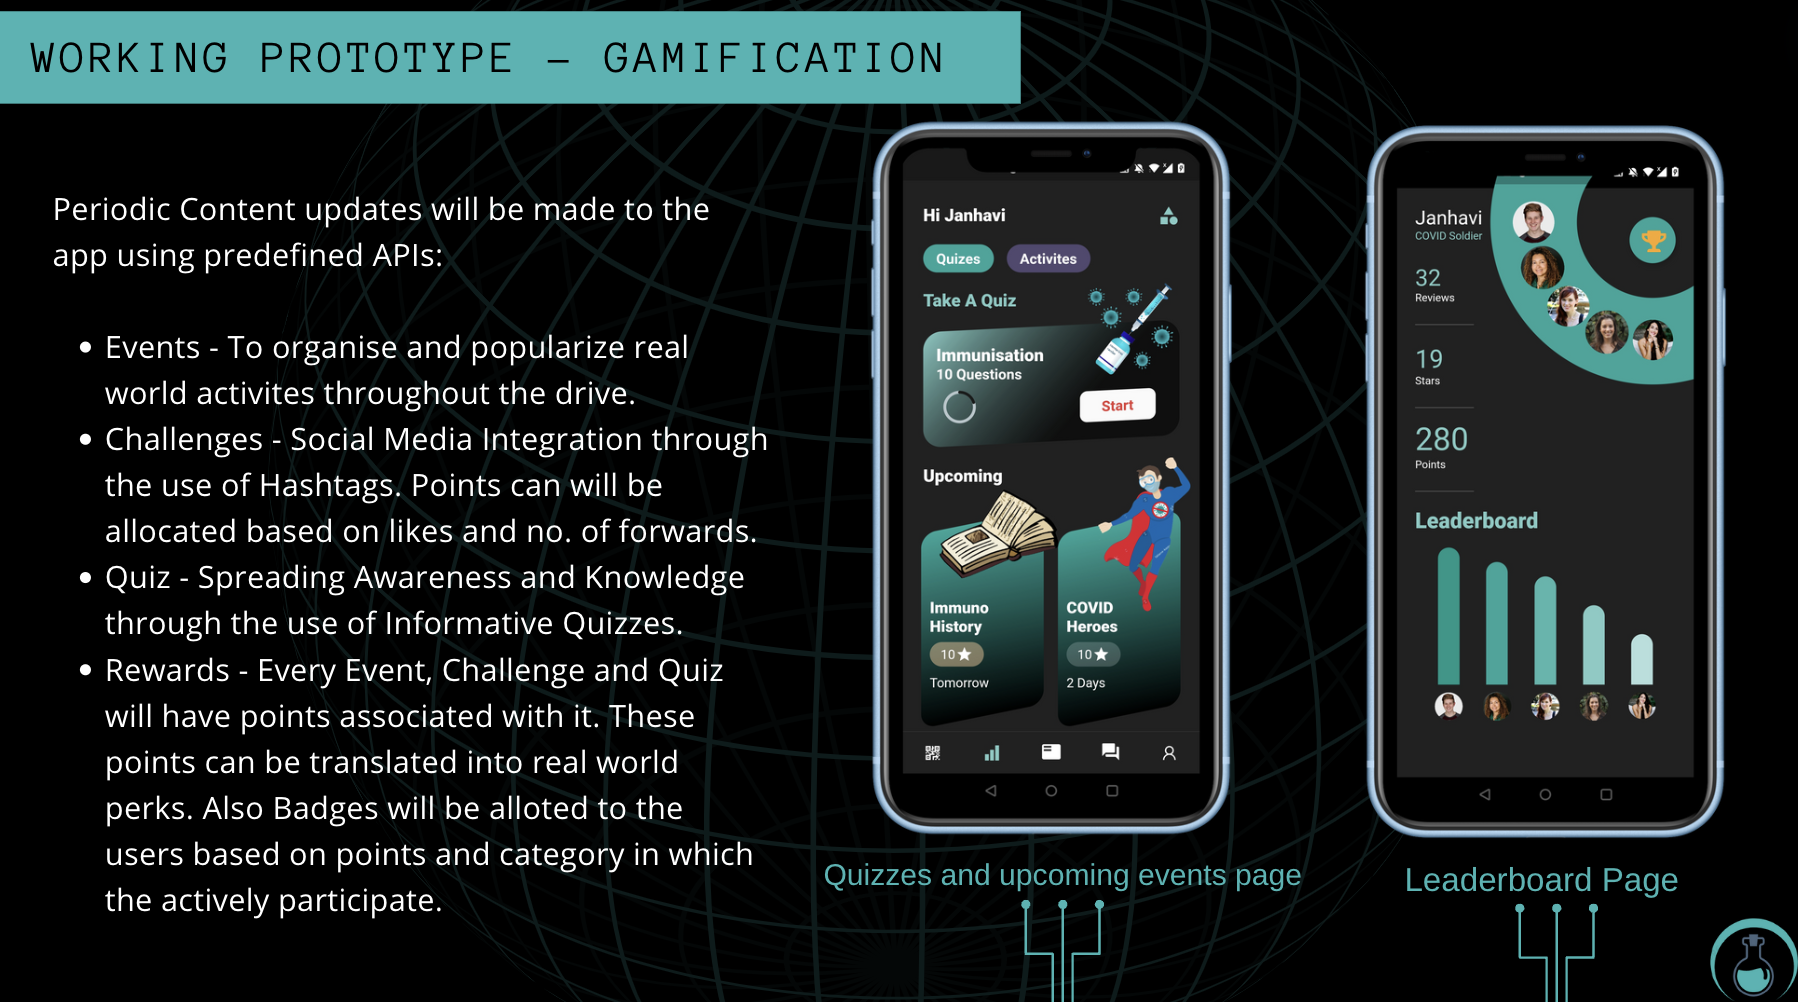 WORKING PROTOTYPE – GAMIFICATION
Periodic Content updates will be made to the
app using predefined APIs:
• Events - To organise and popularize real
world activites throughout the drive.
• Challenges - Social Media Integration through
the use of Hashtags. Points can will be
allocated based on likes and no. of forwards.
• Quiz - Spreading Awareness and Knowledge
through the use of Informative Quizzes.
• Rewards - Every Event, Challenge and Quiz
will have points associated with it. These
points can be translated into real world
perks. Also Badges will be alloted to the
users based on points and category in which
the actively participate.
Hi Janhavi
Quizes Activites
Take A Quiz
Immunisation
10 Questions
Start
Upcoming
Immuno
History
10★
Tomorrow
COVID
Heroes
10★
2 Days
Quizzes and upcoming events page
Janhavi
COVID Soldier
32
Reviews
19
Stars
280
Points
Leaderboard
Leaderboard Page